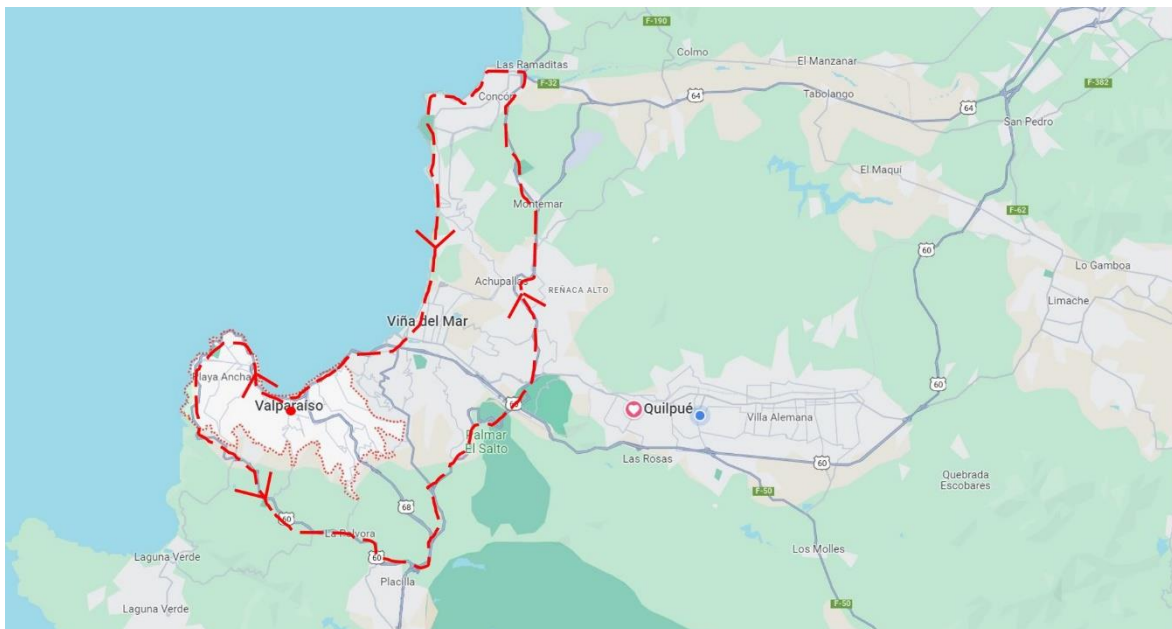 F-190
Colmo
Las Ramaditas
El Manzanar
F-32
F-382
Concón
64
Tabolango
64
San Pedro
El Maqui
Montemar
F-62
60
Achupallas
REÑACA ALTO
Lo Gamboa
Limache
Viña del Mar
Playa Ancha
60
60
Valparaíso
Quilpué
Villa Alemana
Palmar
El Salto
Las Rosas
60
Quebrada
Escobares
F-50
68
60
La Pólvora
Laguna Verde
60
Los Molles
Placilla
Laguna Verde
F-50